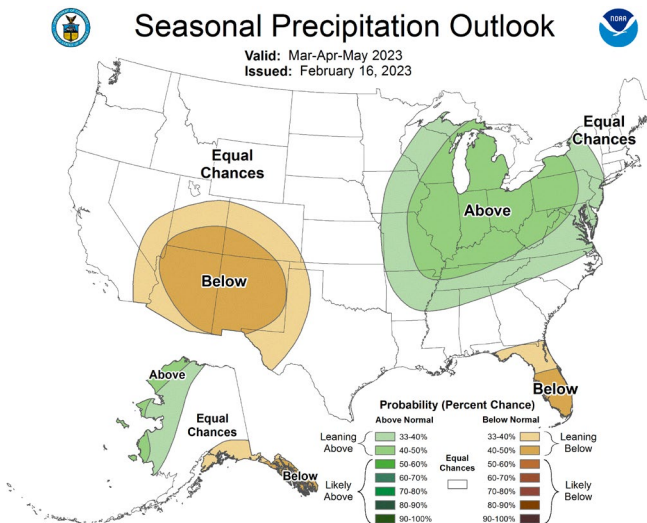 Seasonal Precipitation Outlook
NOAA
Valid: Mar-Apr-May 2023
Issued: February 16, 2023
Equal
Chances
Equal
Chances
Above
Below
Above
Equal
Chances
Below
Below
Probability (Percent Chance)
Above Normal
Below Normal
Leaning
Above
33-40%
40-50%
Likely
Above
50-60%
60-70%
70-80%
80-90%
90-100%
Equal
Chances
33-40%
40-50%
Leaning
Below
50-60%
60-70%
70-80%
80-90%
90-100%
Likely
Below